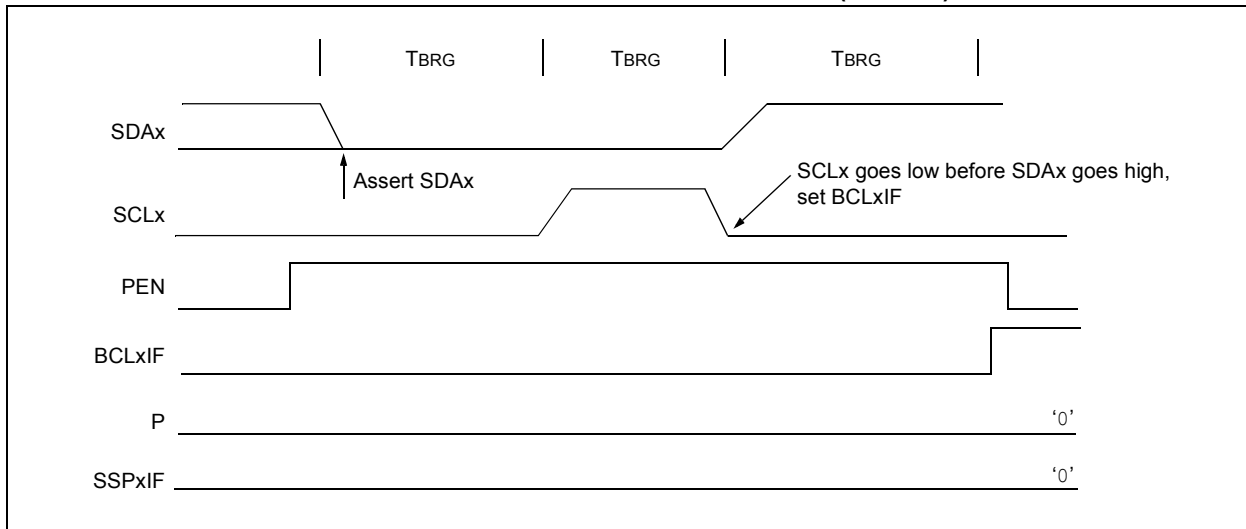 TBRG TBRG TBRG
SDAx
Assert SDAx
SCLx goes low before SDAx goes high,
set BCLxIF
SCLx
PEN
BCLxIF
P
'0'
SSPxIF
'0'